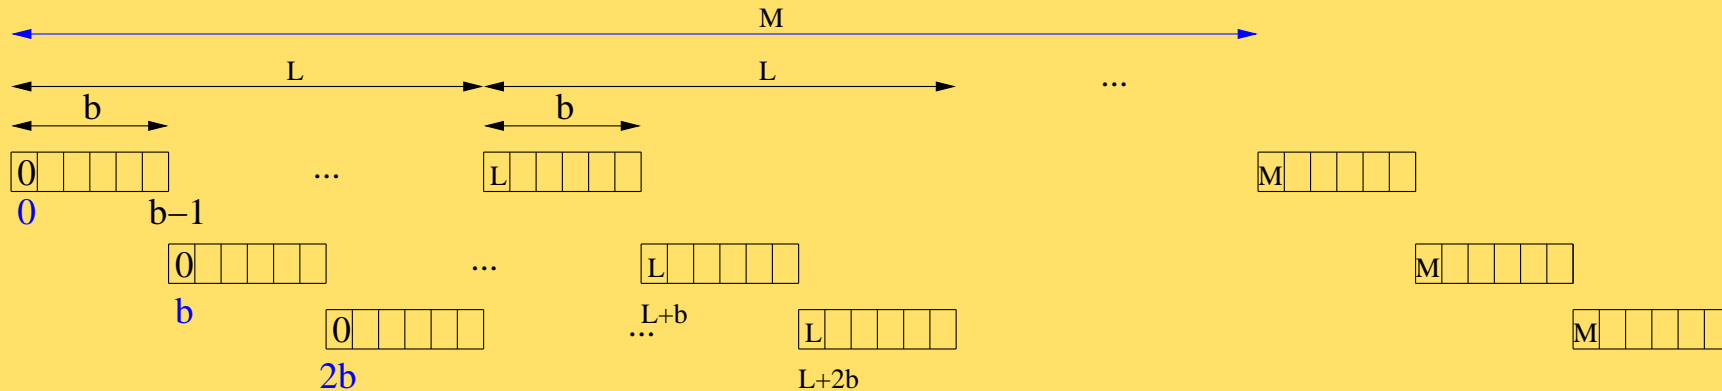 M
L L ...
b b
0 ... L M
0 b−1
0 ... L M
b L+b
0 ... L M
2b L+2b